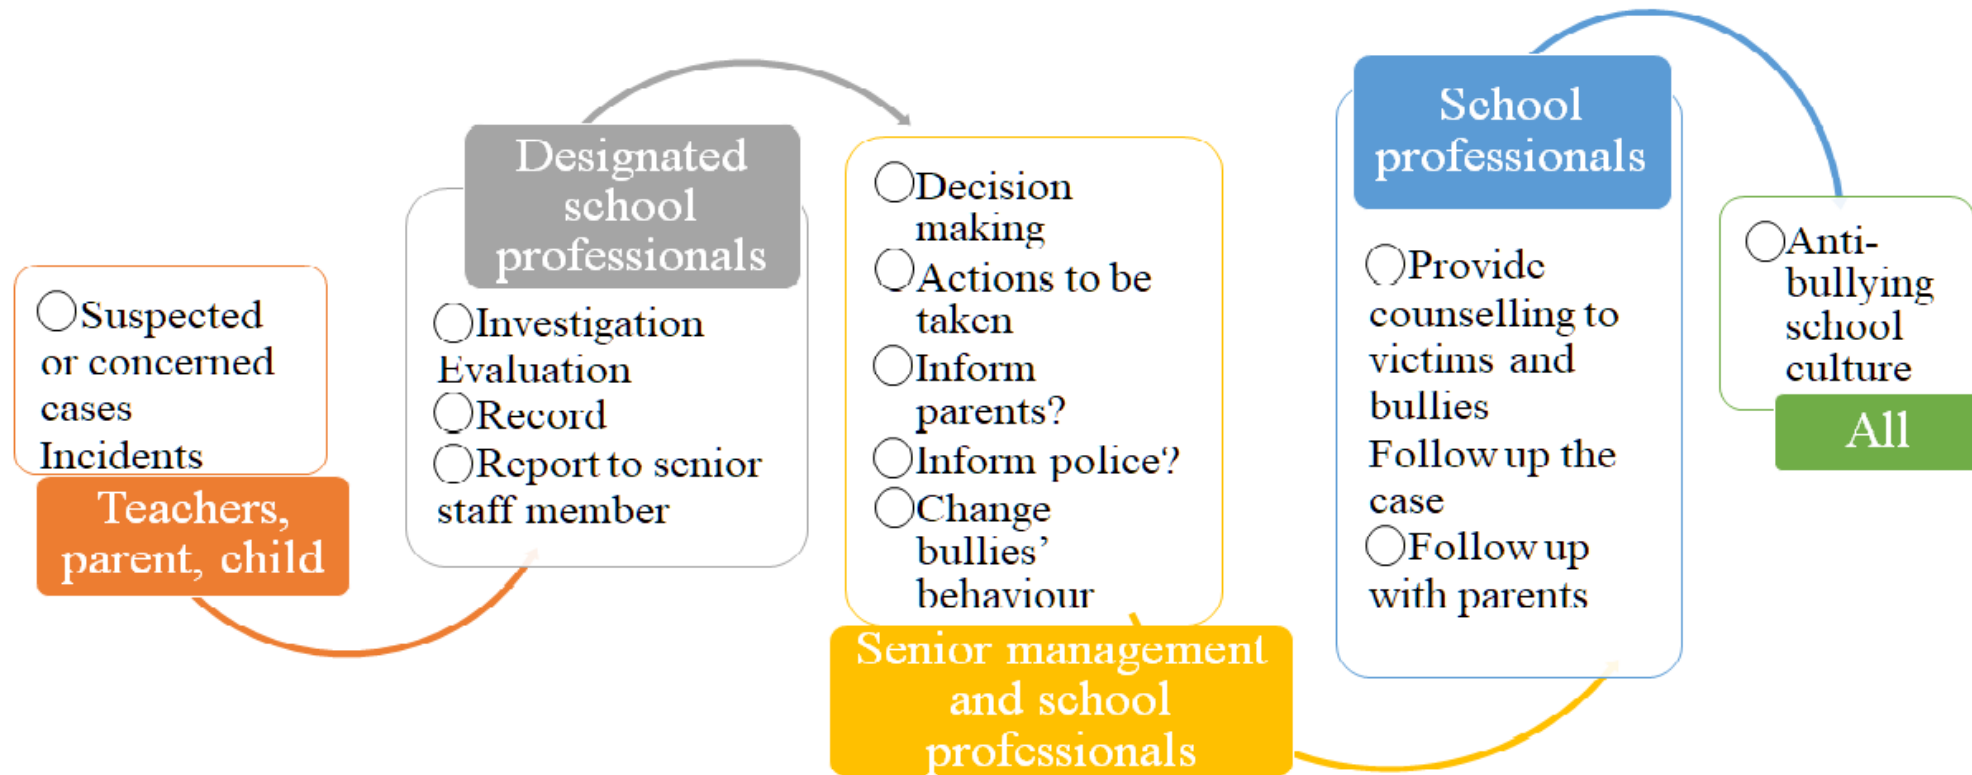 ○Suspected
or concerned
cases
Incidents
Teachers,
parent, child
Designated
school
professionals
○Investigation
Evaluation
○Record
○Report to senior
staff member
○Decision
making
○Actions to be
taken
○Inform
parents?
○Inform police?
○Change
bullies’
behaviour
Senior management
and school
professionals
School
professionals
○Provide
counselling to
victims and
bullies
Follow up the
case
○Follow up
with parents
○Anti-
bullying
school
culture
All